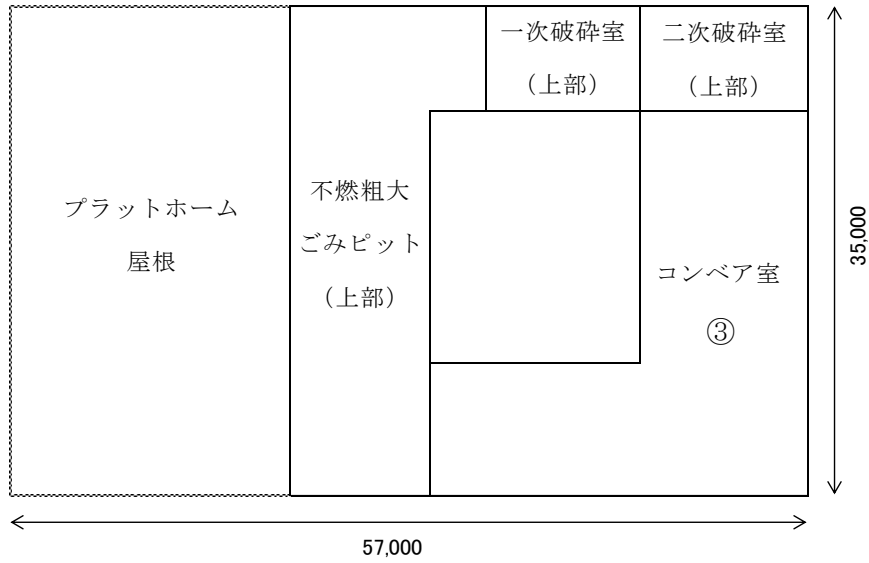 一次破砕室
（上部）
二次破砕室
（上部）
プラットホーム
屋根
不燃粗大
ごみピット
（上部）
コンベア室
③
35,000
57,000